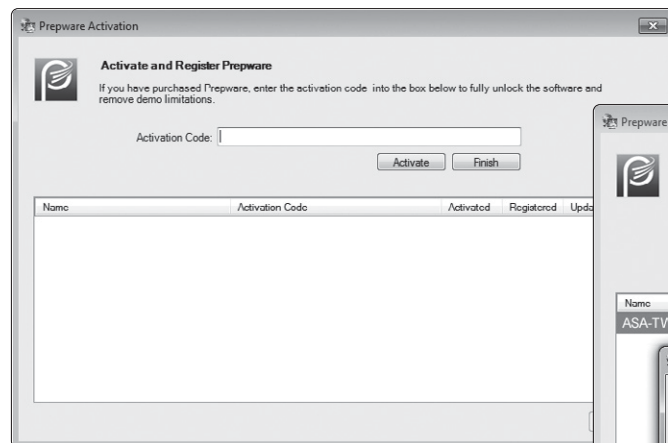 Prepware Activation
Activate and Register Prepware
If you have purchased Prepware, enter the activation code into the box below to fully unlock the software and
remove demo limitations.
Activation Code:
Activate Finish
Name Activation Code Activated Registered Upda
Prepware
Name
ASA-TW